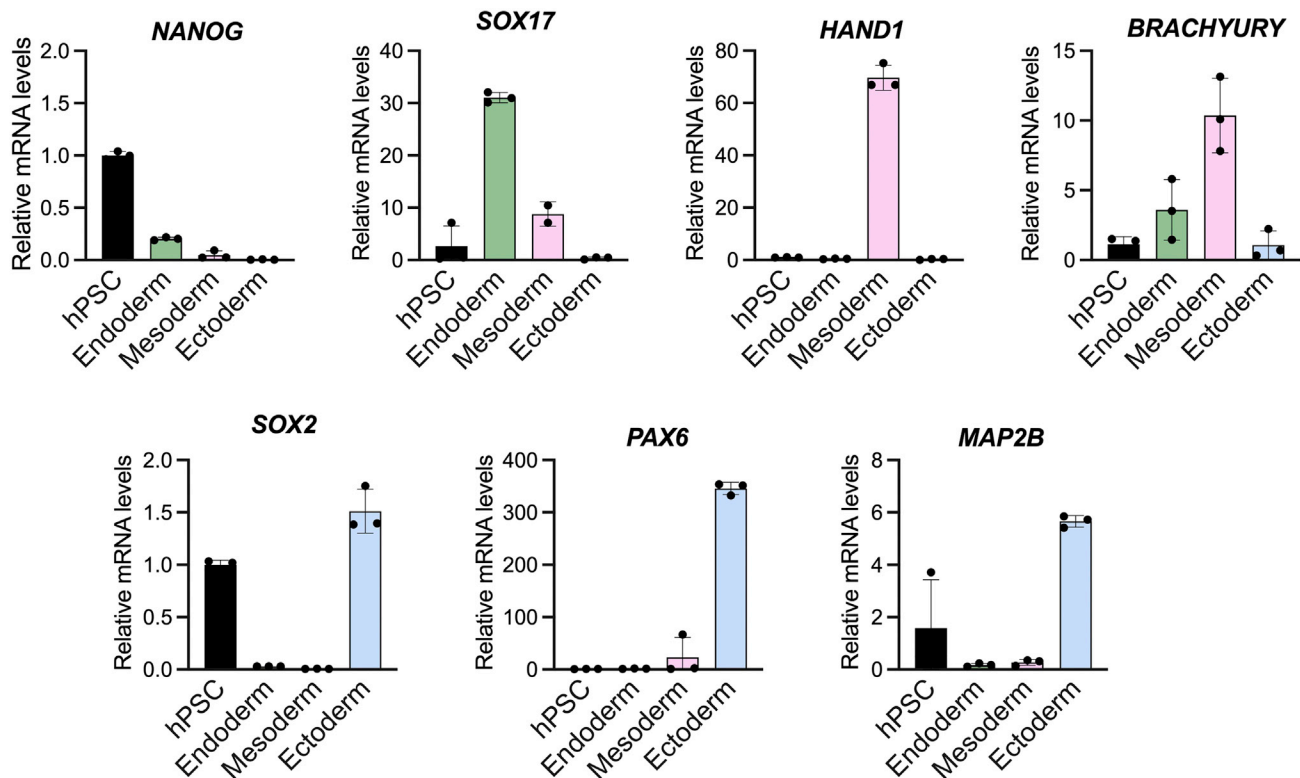 NANOG
Relative mRNA levels
2.0
1.5
1.0
0.5
0.0
hPSC
Endoderm
Mesoderm
Ectoderm
SOX17
Relative mRNA levels
40
30
20
10
0
hPSC
Endoderm
Mesoderm
Ectoderm
HAND1
Relative mRNA levels
80
60
40
20
0
hPSC
Endoderm
Mesoderm
Ectoderm
BRACHYURY
Relative mRNA levels
15
10
5
0
hPSC
Endoderm
Mesoderm
Ectoderm
SOX2
Relative mRNA levels
2.0
1.5
1.0
0.5
0.0
hPSC
Endoderm
Mesoderm
Ectoderm
PAX6
Relative mRNA levels
400
300
200
100
0
hPSC
Endoderm
Mesoderm
Ectoderm
MAP2B
Relative mRNA levels
8
6
4
2
0
hPSC
Endoderm
Mesoderm
Ectoderm